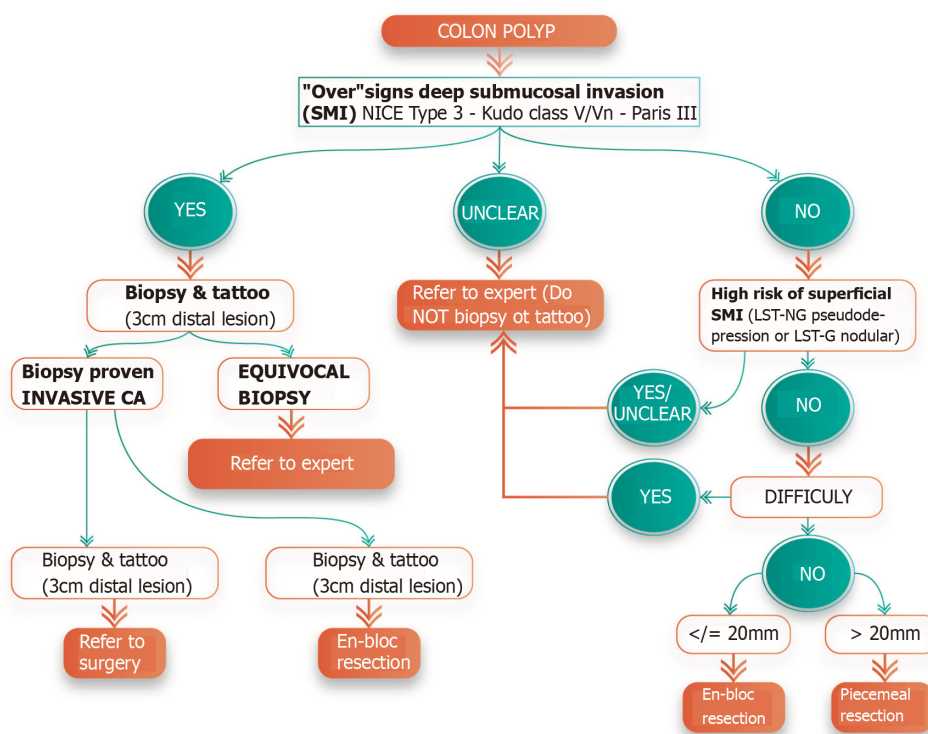 COLON POLYP
"Over"signs deep submucosal invasion
(SMI) NICE Type 3 - Kudo class V/Vn - Paris III
YES
UNCLEAR
NO
Biopsy & tattoo
(3cm distal lesion)
Refer to expert (Do
NOT biopsy ot tattoo)
High risk of superficial
SMI (LST-NG pseudode-
pression or LST-G nodular)
Biopsy proven
INVASIVE CA
EQUIVOCAL
BIOPSY
YES/
UNCLEAR
NO
Refer to expert
YES
DIFFICULY
Biopsy & tattoo
(3cm distal lesion)
Biopsy & tattoo
(3cm distal lesion)
NO
Refer to
surgery
En-bloc
resection
</= 20mm
> 20mm
En-bloc
resection
Piecemeal
resection